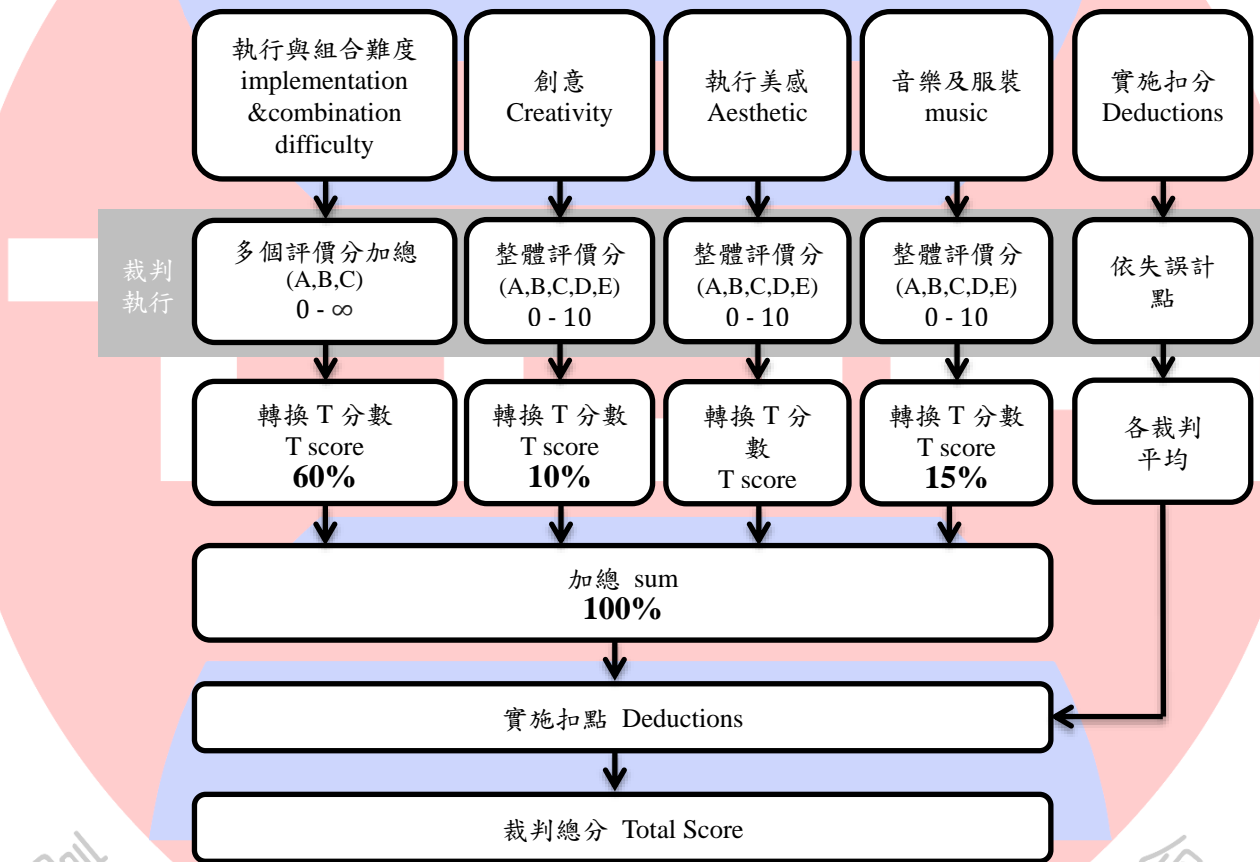 執行與組合難度
implementation
&combination
difficulty
創意
Creativity
執行美感
Aesthetic
音樂及服裝
music
實施扣分
Deductions
裁判
執行
多個評價分加總
(A,B,C)
0 - ∞
整體評價分
(A,B,C,D,E)
0 - 10
整體評價分
(A,B,C,D,E)
0 - 10
整體評價分
(A,B,C,D,E)
0 - 10
依失誤計
點
轉換 T 分數
T score
60%
轉換 T 分數
T score
10%
轉換 T 分
數
T score
轉換 T 分數
T score
15%
各裁判
平均
加總 sum
100%
實施扣點 Deductions
裁判總分 Total Score